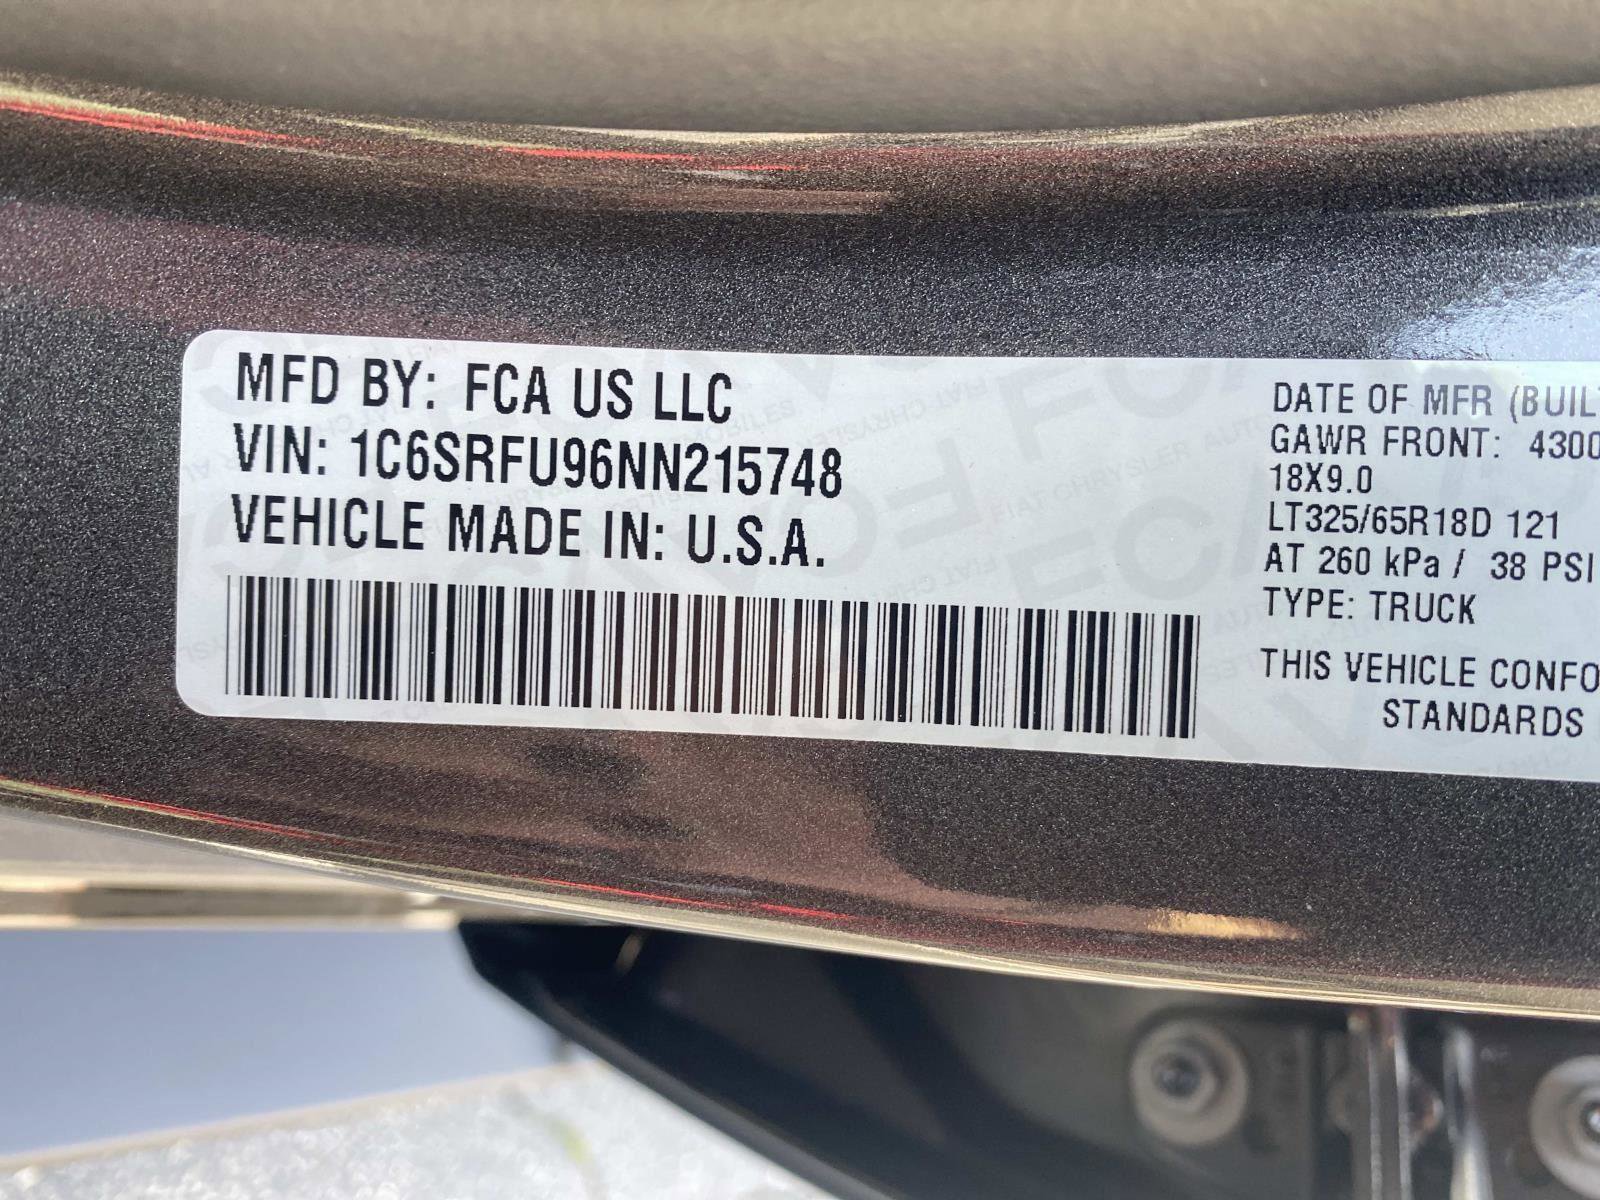 MFD BY: FCA US LLC
VIN: 1C6SRFU96NN215748
VEHICLE MADE IN: U.S.A.
DATE OF MFR (BUILT
GAWR FRONT: 4300
18X9.0
LT325/65R18D 121
AT 260 kPa / 38 PSI
TYPE: TRUCK
THIS VEHICLE CONFO
STANDARDS